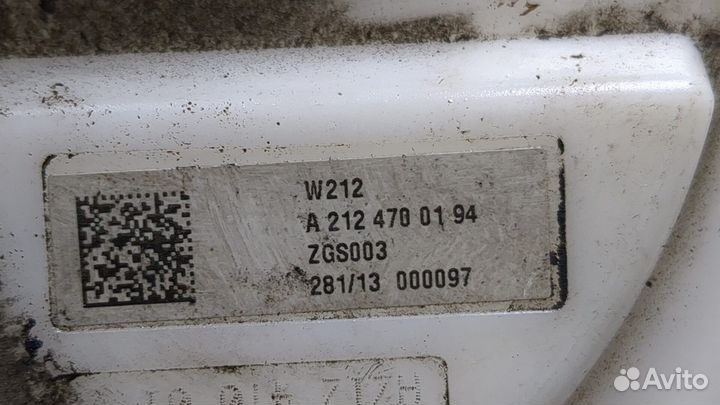 W212
A 212 470 01 94
ZGS003
281/13 000097
Avito